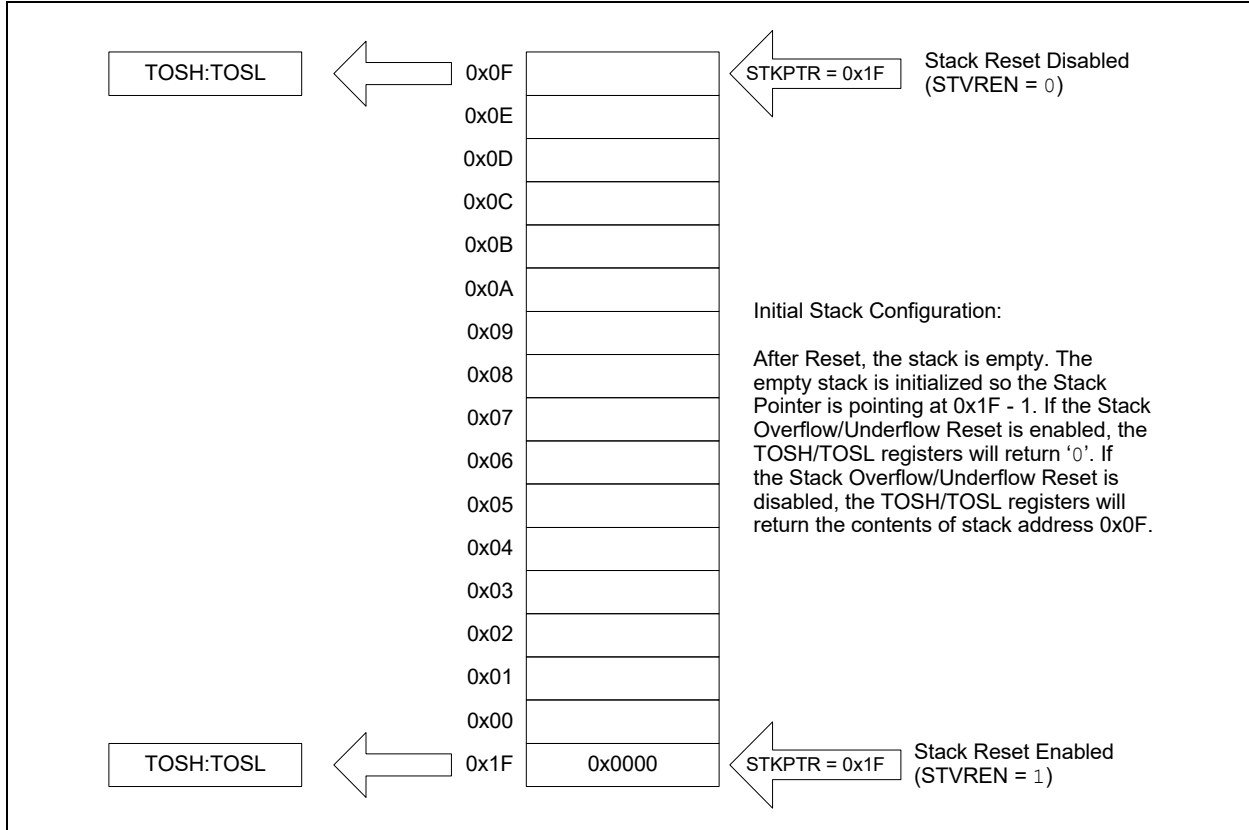 TOSH:TOSL
0x0F
STKPTR = 0x1F
Stack Reset Disabled
(STVREN = 0)
0x0E
0x0D
0x0C
0x0B
0x0A
0x09
0x08
0x07
0x06
0x05
0x04
0x03
0x02
0x01
0x00
Initial Stack Configuration:
After Reset, the stack is empty. The
empty stack is initialized so the Stack
Pointer is pointing at 0x1F - 1. If the Stack
Overflow/Underflow Reset is enabled, the
TOSH/TOSL registers will return ‘0’. If
the Stack Overflow/Underflow Reset is
disabled, the TOSH/TOSL registers will
return the contents of stack address 0x0F.
TOSH:TOSL
0x1F
0x0000
STKPTR = 0x1F
Stack Reset Enabled
(STVREN = 1)